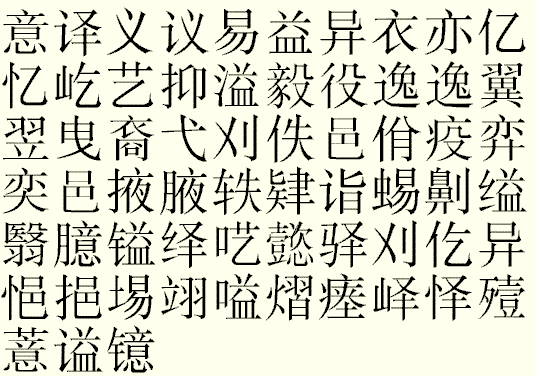 意译义议易益异衣亦亿
忆屹艺抑溢毅役逸逸翼
翌曳裔弋刈佚邑佾疫弈
奕邑掖腋轶肄诣蜴劓缢
翳臆镒绎呓懿驿刈仡异
悒挹埸翊嗌熠瘗峄怿殪
薏谥镱